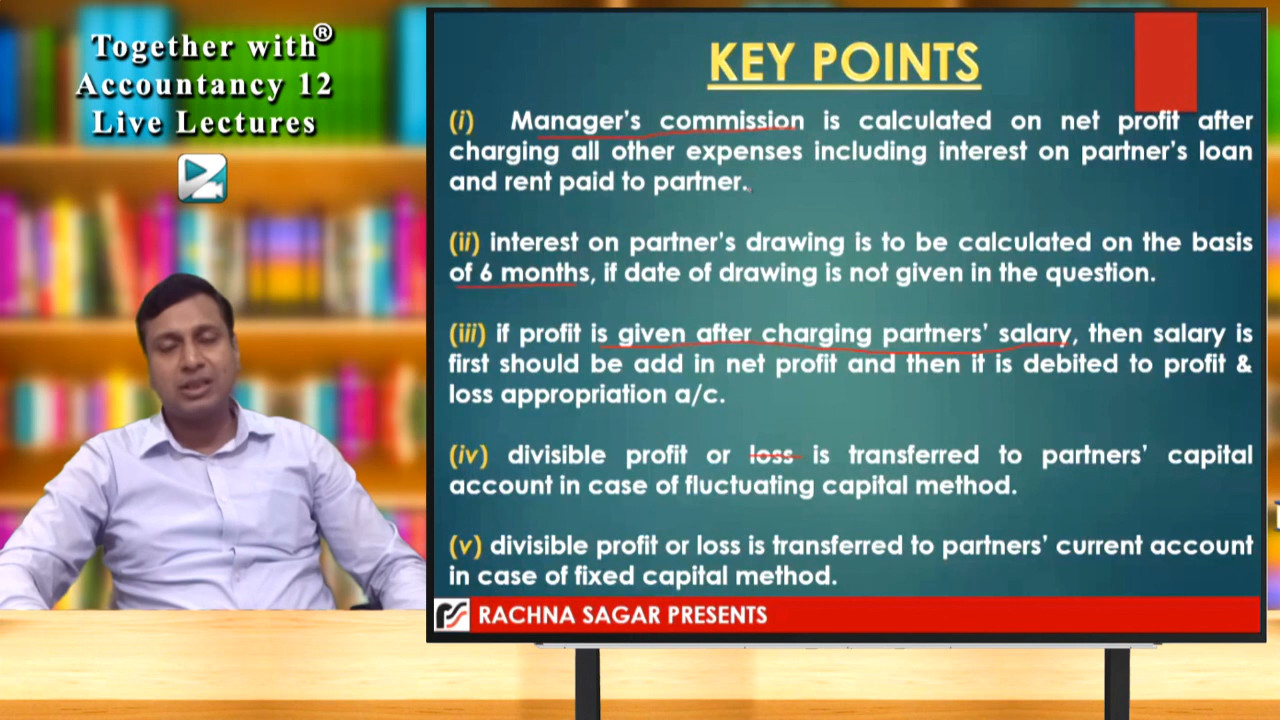 Together with®
Accountancy 12
Live Lectures
KEY POINTS
(i) Manager's commission is calculated on net profit after
charging all other expenses including interest on partner's loan
and rent paid to partner.
(ii) interest on partner's drawing is to be calculated on the basis
of 6 months, if date of drawing is not given in the question.
(iii) if profit is given after charging partners' salary, then salary is
first should be add in net profit and then it is debited to profit &
loss appropriation a/c.
(iv) divisible profit or loss is transferred to partners' capital
account in case of fluctuating capital method.
(v) divisible profit or loss is transferred to partners' current account
in case of fixed capital method.
RACHNA SAGAR PRESENTS